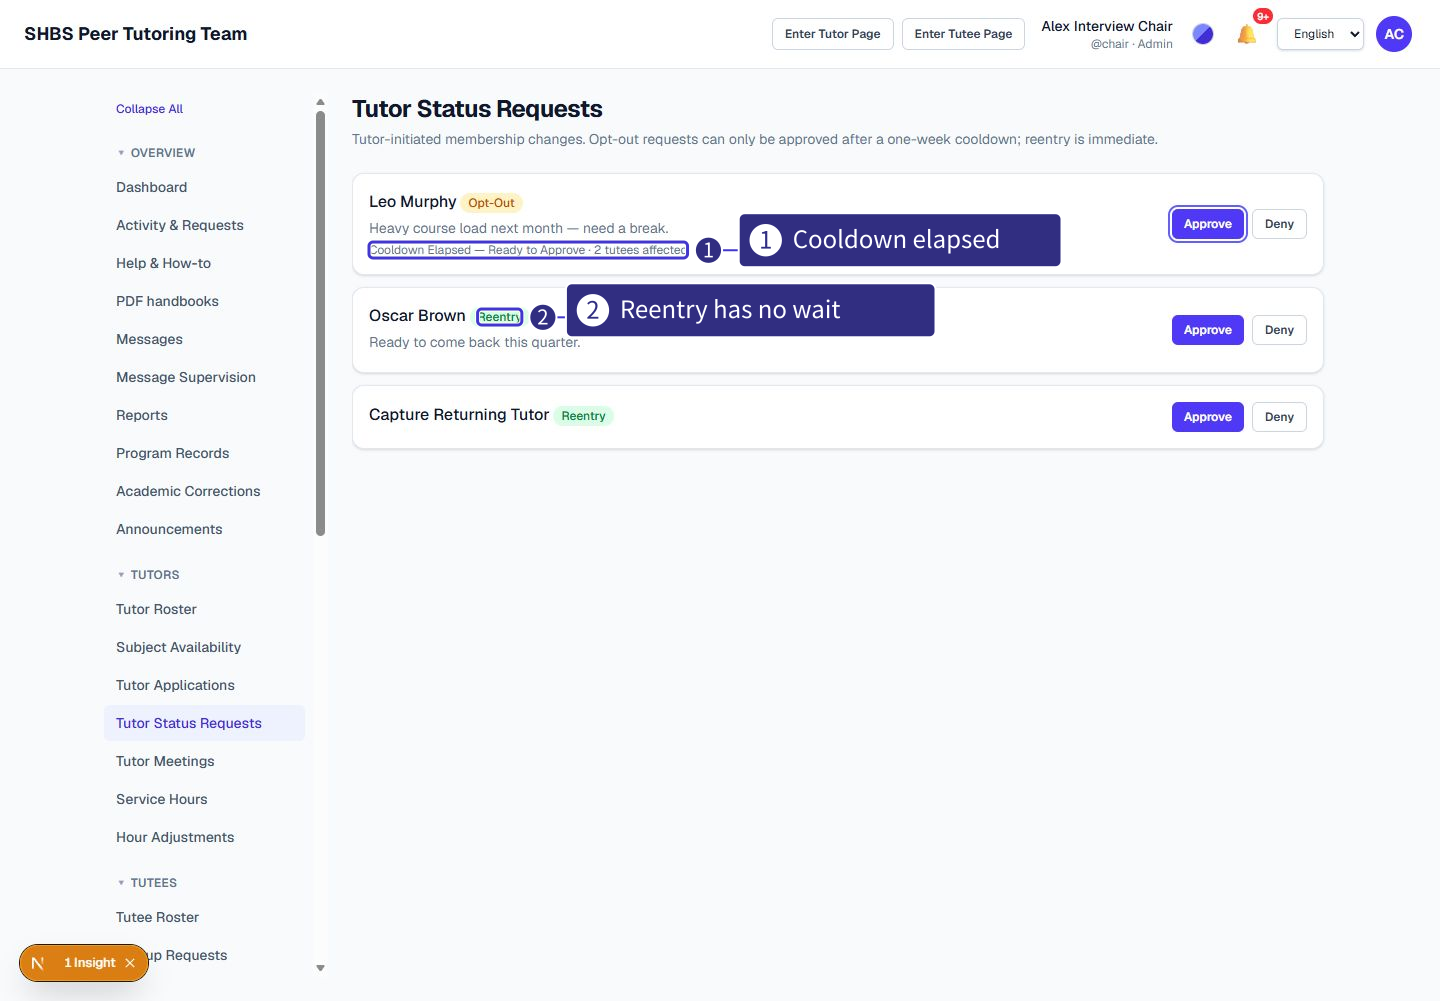 SHBS Peer Tutoring Team
Enter Tutor Page
Enter Tutee Page
Alex Interview Chair
@chair · Admin
9+
English
AC
Collapse All
OVERVIEW
Dashboard
Activity & Requests
Help & How-to
PDF handbooks
Messages
Message Supervision
Reports
Program Records
Academic Corrections
Announcements
TUTORS
Tutor Roster
Subject Availability
Tutor Applications
Tutor Status Requests
Tutor Meetings
Service Hours
Hour Adjustments
TUTEES
Tutee Roster
up Requests
1 Insight
Tutor Status Requests
Tutor-initiated membership changes. Opt-out requests can only be approved after a one-week cooldown; reentry is immediate.
Leo Murphy Opt-Out
Heavy course load next month — need a break.
Cooldown Elapsed — Ready to Approve · 2 tutees affected
1
1 Cooldown elapsed
Approve
Deny
Oscar Brown Reentry
2
2 Reentry has no wait
Ready to come back this quarter.
Approve
Deny
Capture Returning Tutor Reentry
Approve
Deny